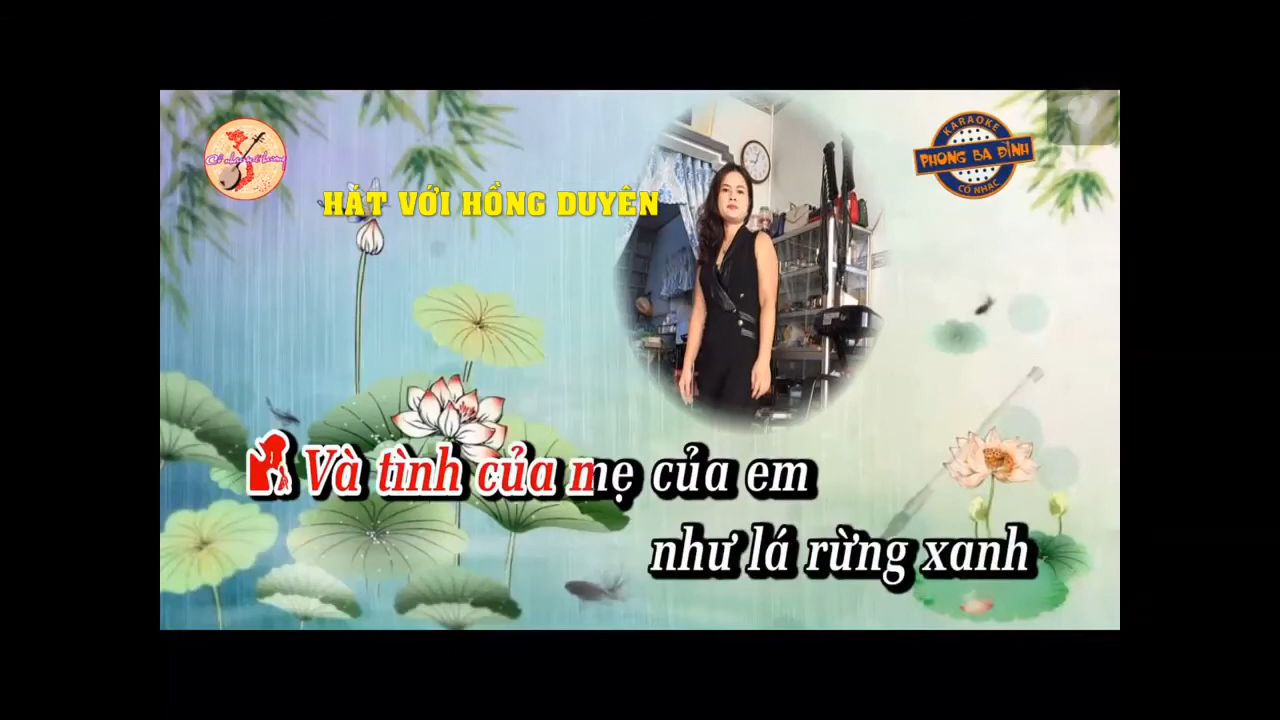 KARAOKE
PHONG BA ĐÌNH
CỔ NHẠC
HÁT VỚI HỒNG DUYÊN
Và tình của mẹ của em
như lá rừng xanh